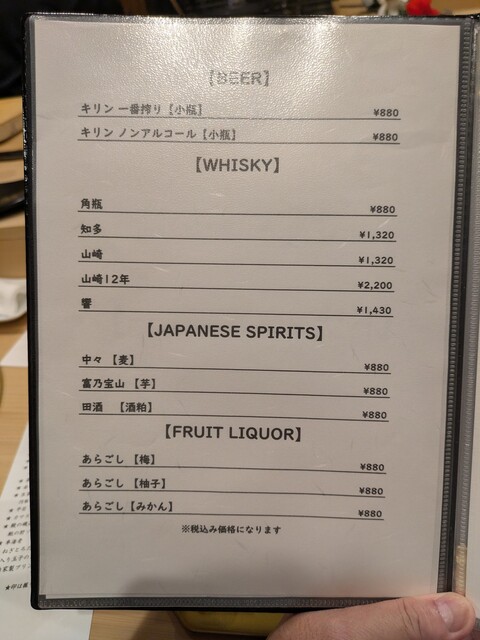 【BEER】
キリン 一番搾り【小瓶】 ¥880
キリン ノンアルコール【小瓶】 ¥880
【WHISKY】
角瓶 ¥880
知多 ¥1,320
山崎 ¥1,320
山崎12年 ¥2,200
響 ¥1,430
【JAPANESE SPIRITS】
中々 【麦】 ¥880
富乃宝山 【芋】 ¥880
田酒 【酒粕】 ¥880
【FRUIT LIQUOR】
あらごし 【梅】 ¥880
あらごし 【柚子】 ¥880
あらごし【みかん】 ¥880
※税込み価格になります